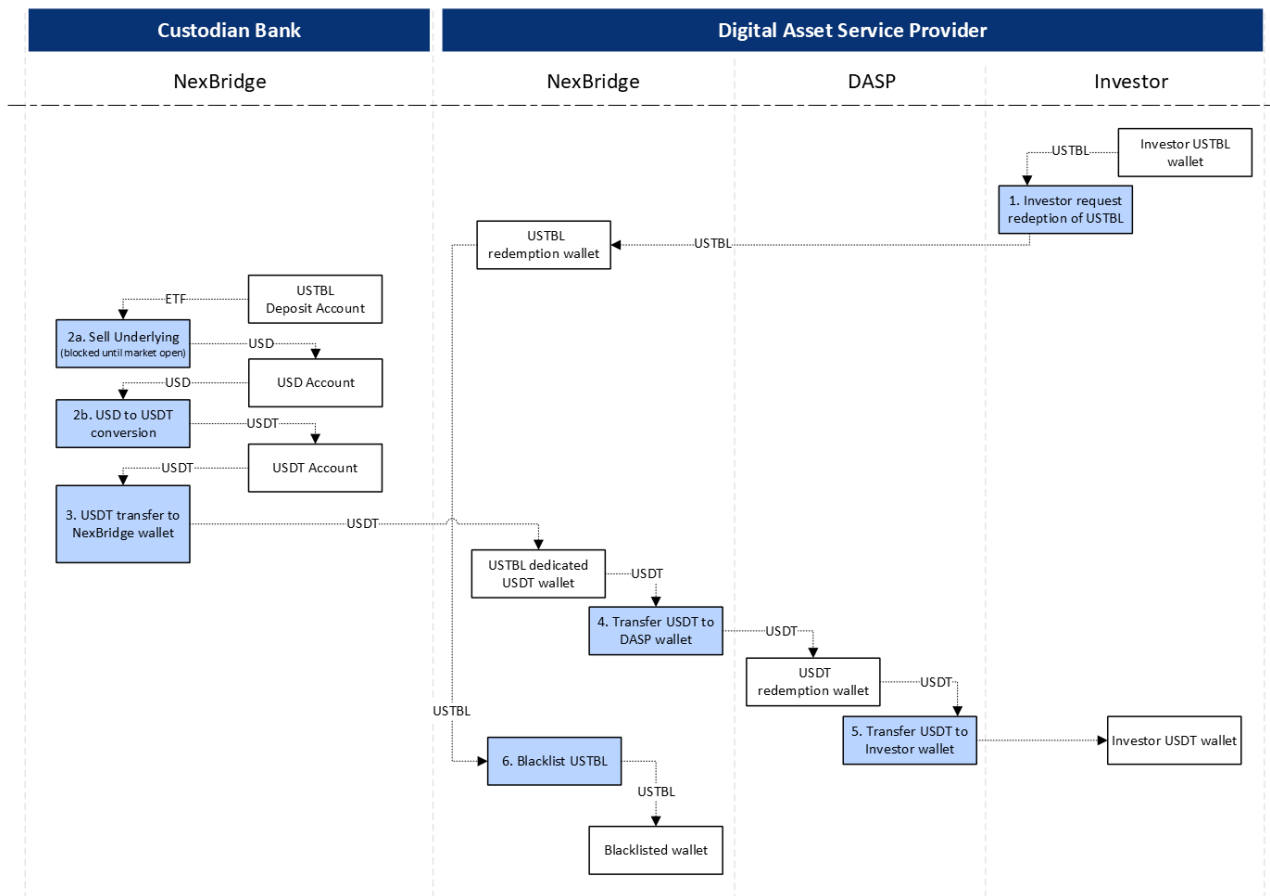 Custodian Bank
Digital Asset Service Provider
NexBridge
NexBridge
DASP
Investor
USTBL
Investor USTBL
wallet
1. Investor request
redeption of USTBL
USTBL
redemption wallet
USTBL
ETF
USTBL
Deposit Account
2a. Sell Underlying
(blocked until market open)
USD
USD
USD Account
2b. USD to USDT
conversion
USDT
USDT
USDT Account
3. USDT transfer to
NexBridge wallet
USDT
USTBL dedicated
USDT wallet
USDT
4. Transfer USDT to
DASP wallet
USDT
USDT
redemption wallet
USDT
USTBL
5. Transfer USDT to
Investor wallet
Investor USDT wallet
6. Blacklist USTBL
USTBL
Blacklisted wallet